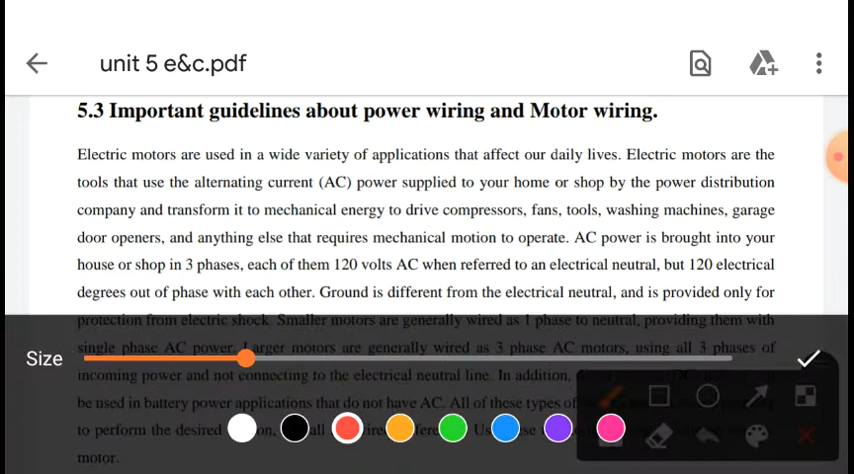 unit 5 e&c.pdf
5.3 Important guidelines about power wiring and Motor wiring.
Electric motors are used in a wide variety of applications that affect our daily lives. Electric motors are the
tools that use the alternating current (AC) power supplied to your home or shop by the power distribution
company and transform it to mechanical energy to drive compressors, fans, tools, washing machines, garage
door openers, and anything else that requires mechanical motion to operate. AC power is brought into your
house or shop in 3 phases, each of them 120 volts AC when referred to an electrical neutral, but 120 electrical
degrees out of phase with each other. Ground is different from the electrical neutral, and is provided only for
protection from electric shock. Smaller motors are generally wired as 1 phase to neutral, providing them with
single phase AC power. Larger motors are generally wired as 3 phase AC motors, using all 3 phases of
Size
incoming power and not connecting to the electrical neutral line. In addition,
be used in battery power applications that do not have AC. All of these types of
to perform the desired
motor.